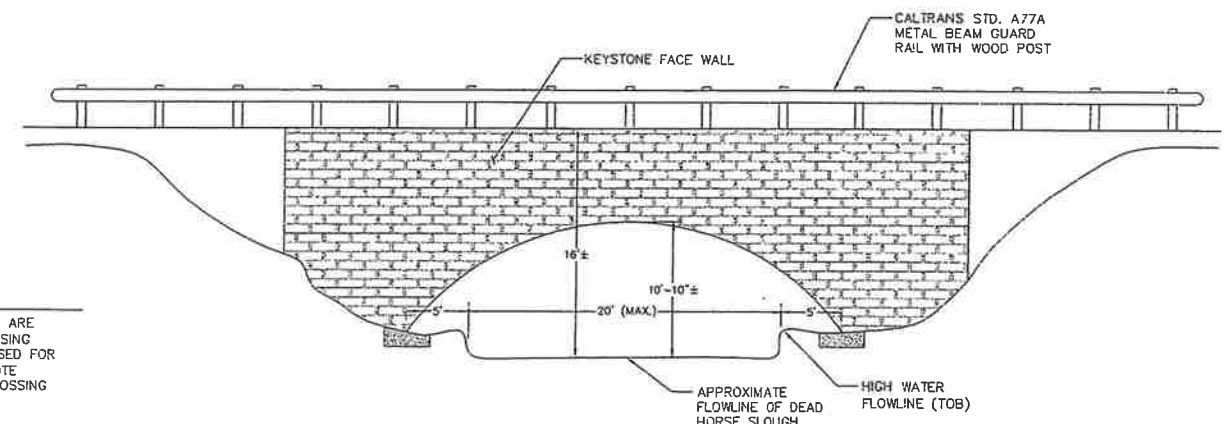 CALTRANS STD. A77A
METAL BEAM GUARD
RAIL WITH WOOD POST
KEYSTONE FACE WALL
16'±
10'-10"±
5'
20' (MAX.)
5'
ARE
SING
SED FOR
OTE
OSSING
APPROXIMATE
FLOWLINE OF DEAD
HORSE SLOUGH
HIGH WATER
FLOWLINE (TOB)